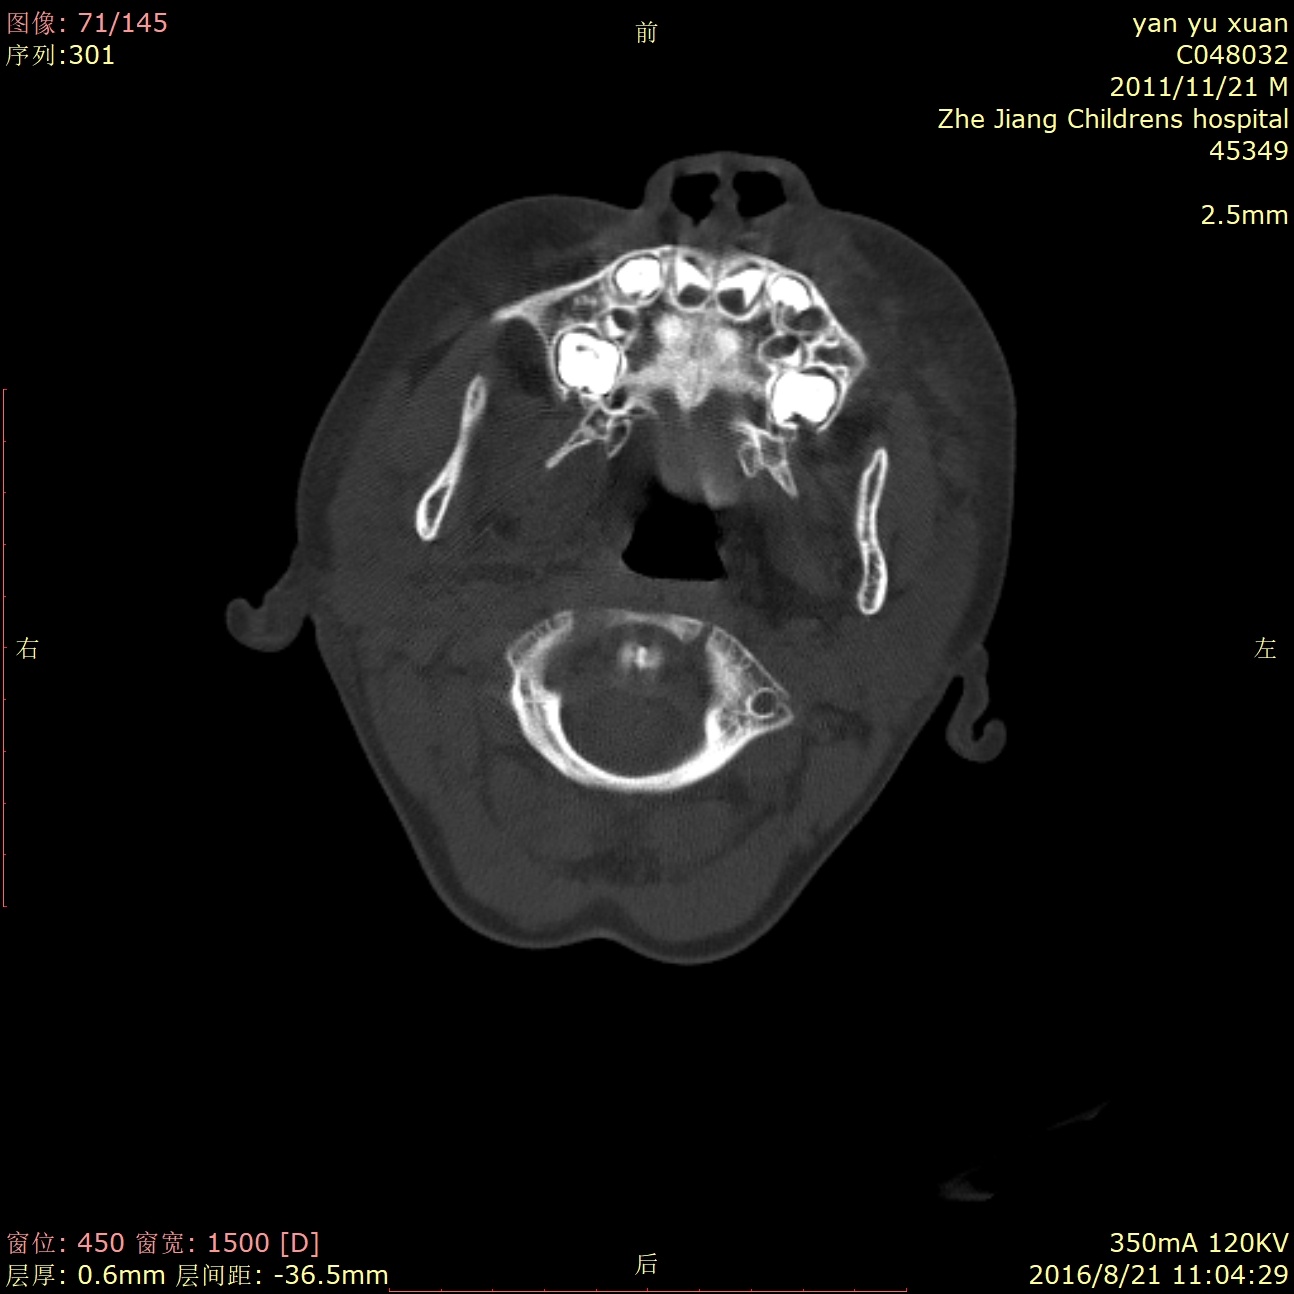 图像: 71/145
序列:301
前
yan yu xuan
C048032
2011/11/21 M
Zhe Jiang Childrens hospital
45349
2.5mm
右
左
窗位: 450 窗宽: 1500 [D]
层厚: 0.6mm 层间距: -36.5mm
后
350mA 120KV
2016/8/21 11:04:29